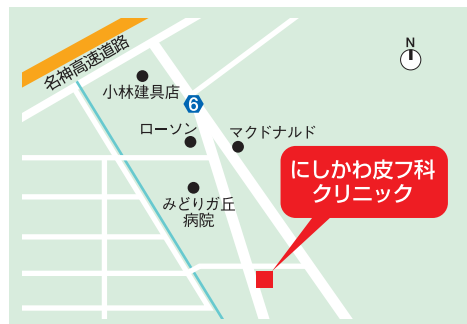 名神高速道路
N
小林建具店
6
ローソン
マクドナルド
にしかわ皮フ科
クリニック
みどりガ丘
病院